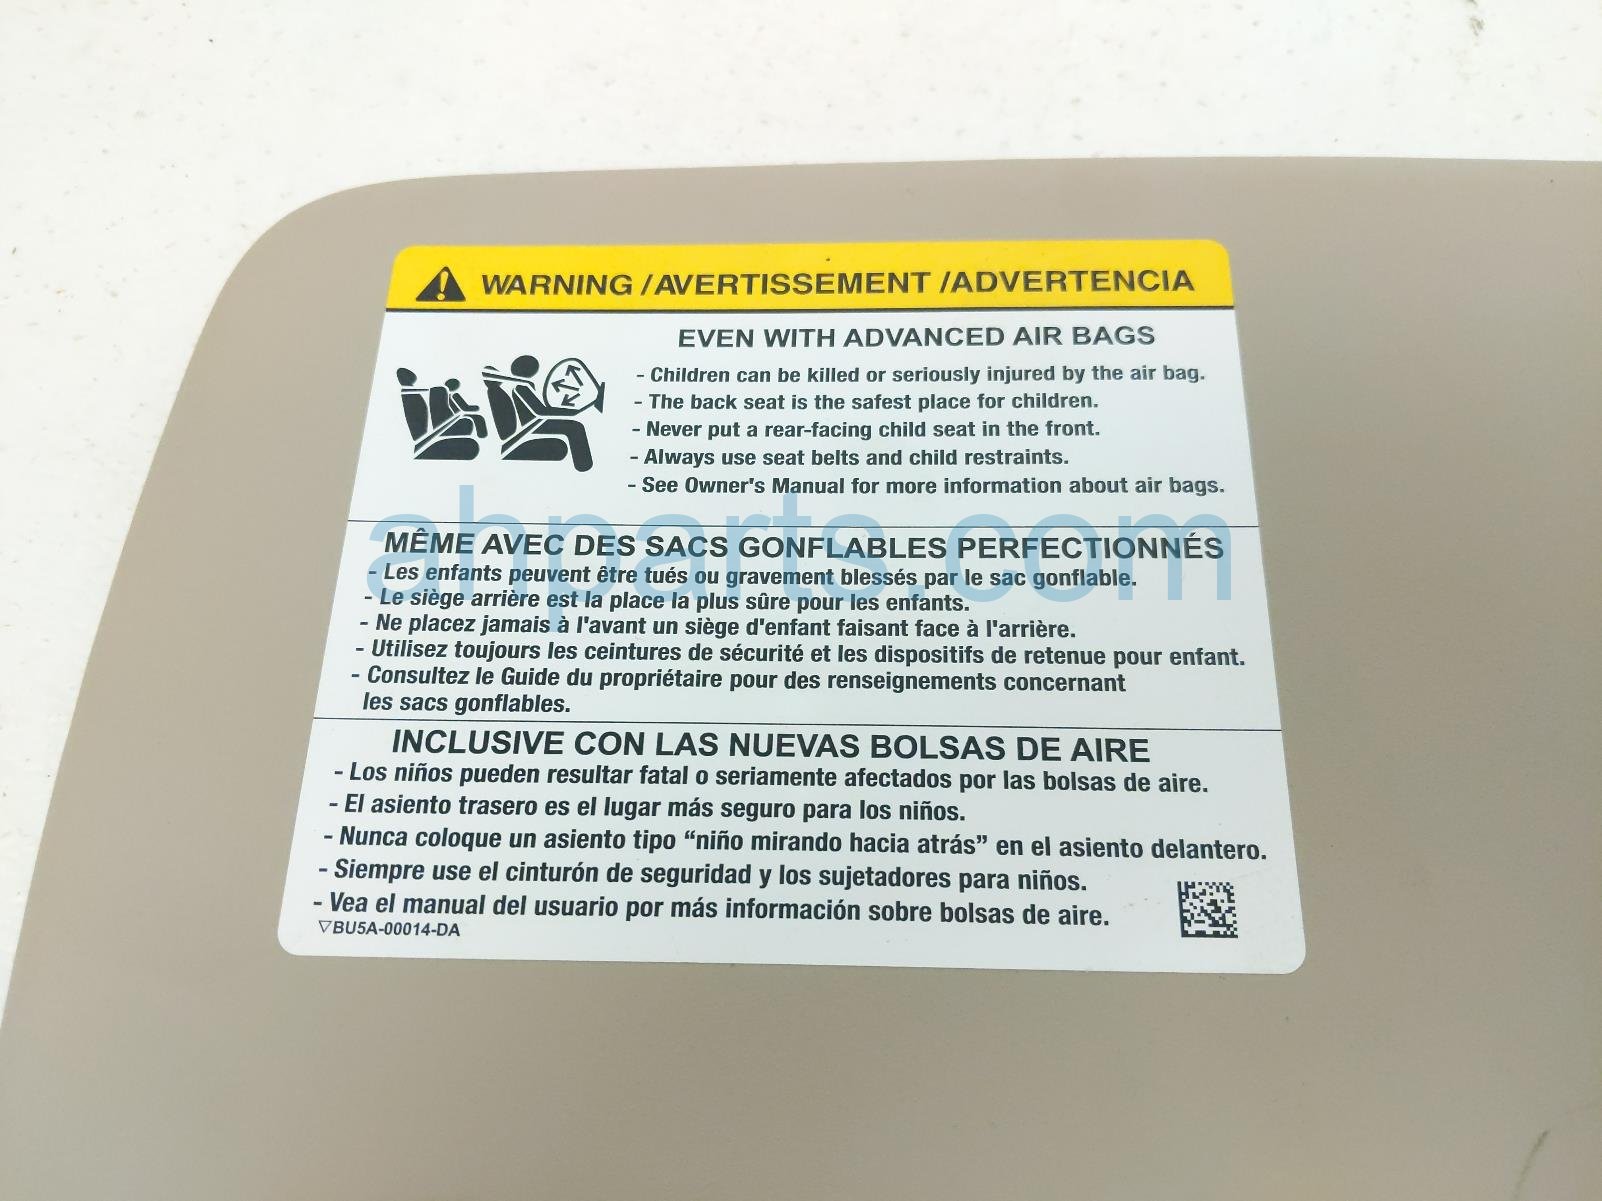 WARNING /AVERTISSEMENT /ADVERTENCIA
EVEN WITH ADVANCED AIR BAGS
- Children can be killed or seriously injured by the air bag.
- The back seat is the safest place for children.
- Never put a rear-facing child seat in the front.
- Always use seat belts and child restraints.
- See Owner's Manual for more information about air bags.
ahparts.com
MÊME AVEC DES SACS GONFLABLES PERFECTIONNÉS
- Les enfants peuvent être tués ou gravement blessés par le sac gonflable.
- Le siège arrière est la place la plus sûre pour les enfants.
- Ne placez jamais à l'avant un siège d'enfant faisant face à l'arrière.
- Utilisez toujours les ceintures de sécurité et les dispositifs de retenue pour enfant.
- Consultez le Guide du propriétaire pour des renseignements concernant
les sacs gonflables.
INCLUSIVE CON LAS NUEVAS BOLSAS DE AIRE
- Los niños pueden resultar fatal o seriamente afectados por las bolsas de aire.
- El asiento trasero es el lugar más seguro para los niños.
- Nunca coloque un asiento tipo “niño mirando hacia atrás” en el asiento delantero.
- Siempre use el cinturón de seguridad y los sujetadores para niños.
- Vea el manual del usuario por más información sobre bolsas de aire.
▽BU5A-00014-DA